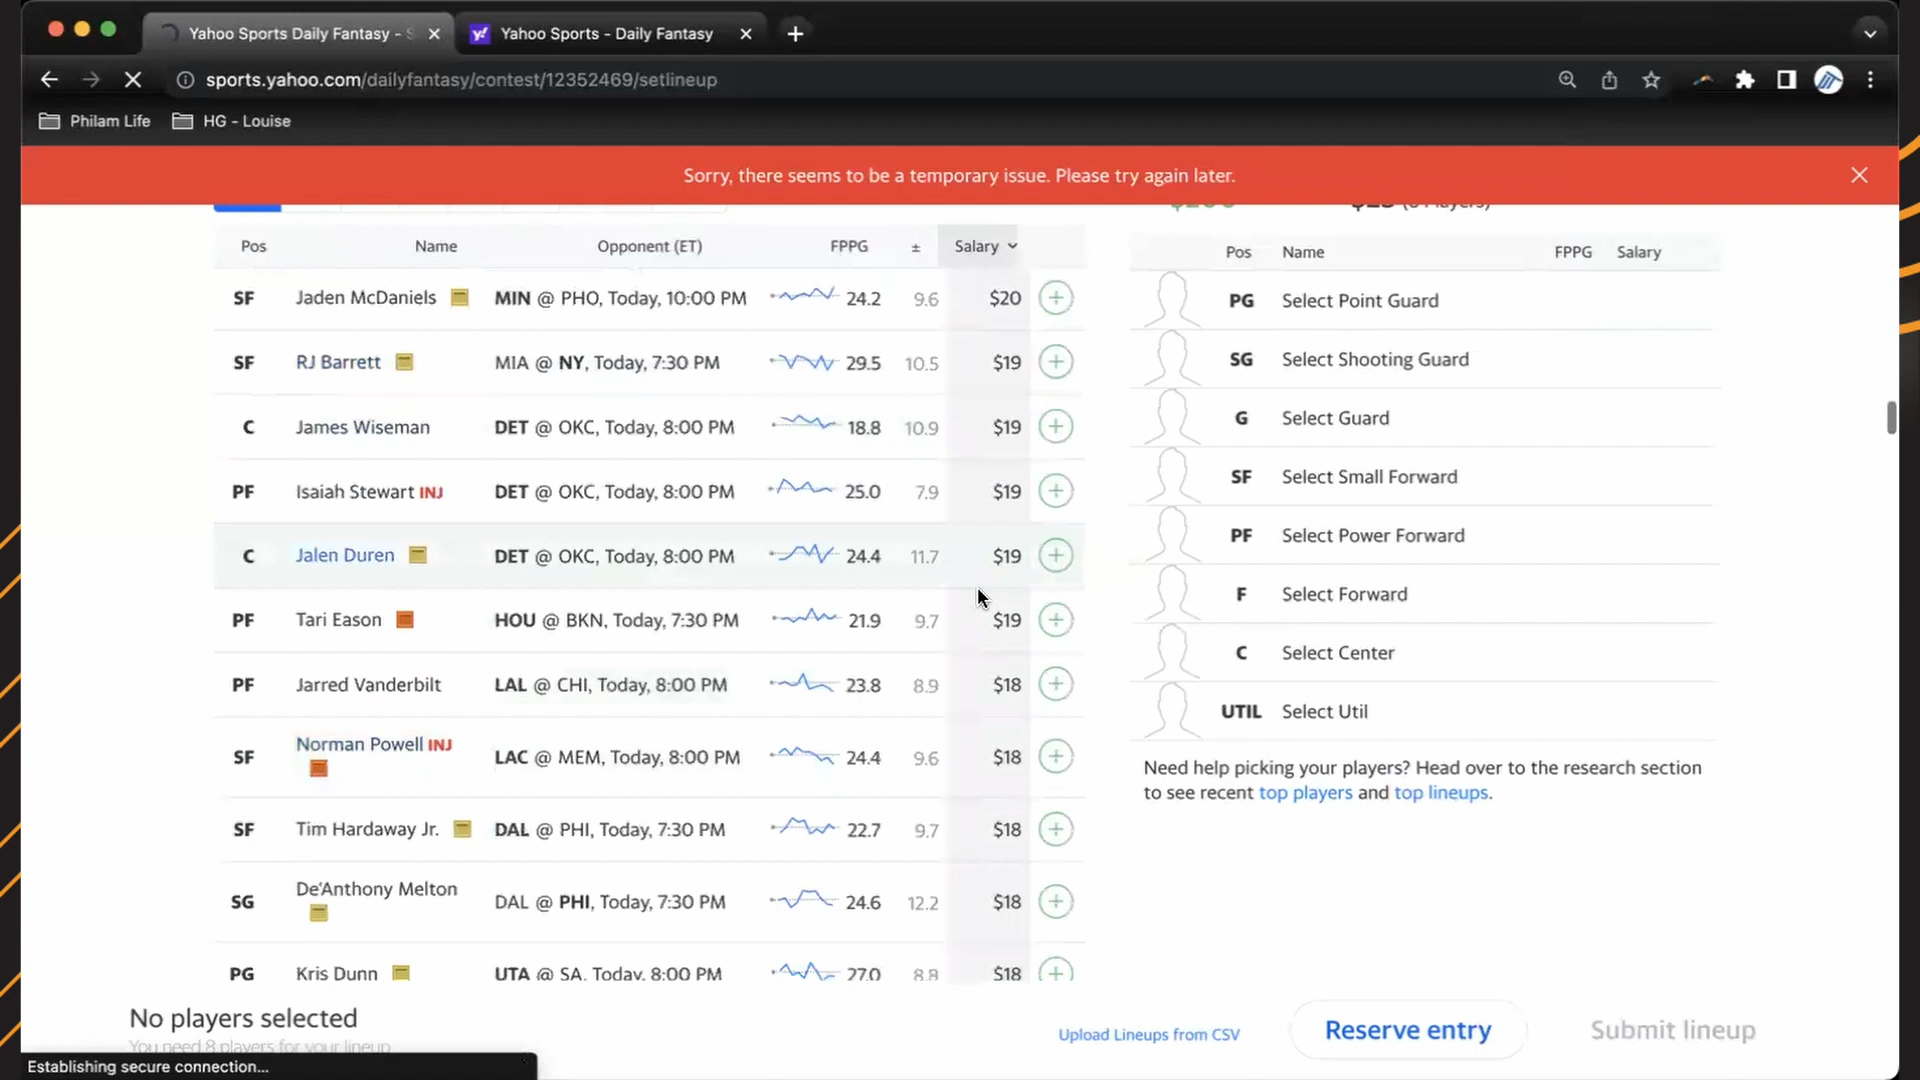 Yahoo Sports Daily Fantasy - S
Yahoo Sports - Daily Fantasy
sports.yahoo.com/dailyfantasy/contest/12352469/setlineup
Philam Life
HG - Louise
Sorry, there seems to be a temporary issue. Please try again later.
Pos Name Opponent (ET) FPPG ± Salary
SF Jaden McDaniels MIN @ PHO, Today, 10:00 PM 24.2 9.6 $20
SF RJ Barrett MIA @ NY, Today, 7:30 PM 29.5 10.5 $19
C James Wiseman DET @ OKC, Today, 8:00 PM 18.8 10.9 $19
PF Isaiah Stewart INJ DET @ OKC, Today, 8:00 PM 25.0 7.9 $19
C Jalen Duren DET @ OKC, Today, 8:00 PM 24.4 11.7 $19
PF Tari Eason HOU @ BKN, Today, 7:30 PM 21.9 9.7 $19
PF Jarred Vanderbilt LAL @ CHI, Today, 8:00 PM 23.8 8.9 $18
SF Norman Powell INJ LAC @ MEM, Today, 8:00 PM 24.4 9.6 $18
SF Tim Hardaway Jr. DAL @ PHI, Today, 7:30 PM 22.7 9.7 $18
SG De'Anthony Melton DAL @ PHI, Today, 7:30 PM 24.6 12.2 $18
PG Kris Dunn UTA @ SA, Today, 8:00 PM 27.0 8.8 $18
Pos Name FPPG Salary
PG Select Point Guard
SG Select Shooting Guard
G Select Guard
SF Select Small Forward
PF Select Power Forward
F Select Forward
C Select Center
UTIL Select Util
Need help picking your players? Head over to the research section
to see recent top players and top lineups.
No players selected
You need 8 players for your lineup
Upload Lineups from CSV
Reserve entry
Submit lineup
Establishing secure connection...